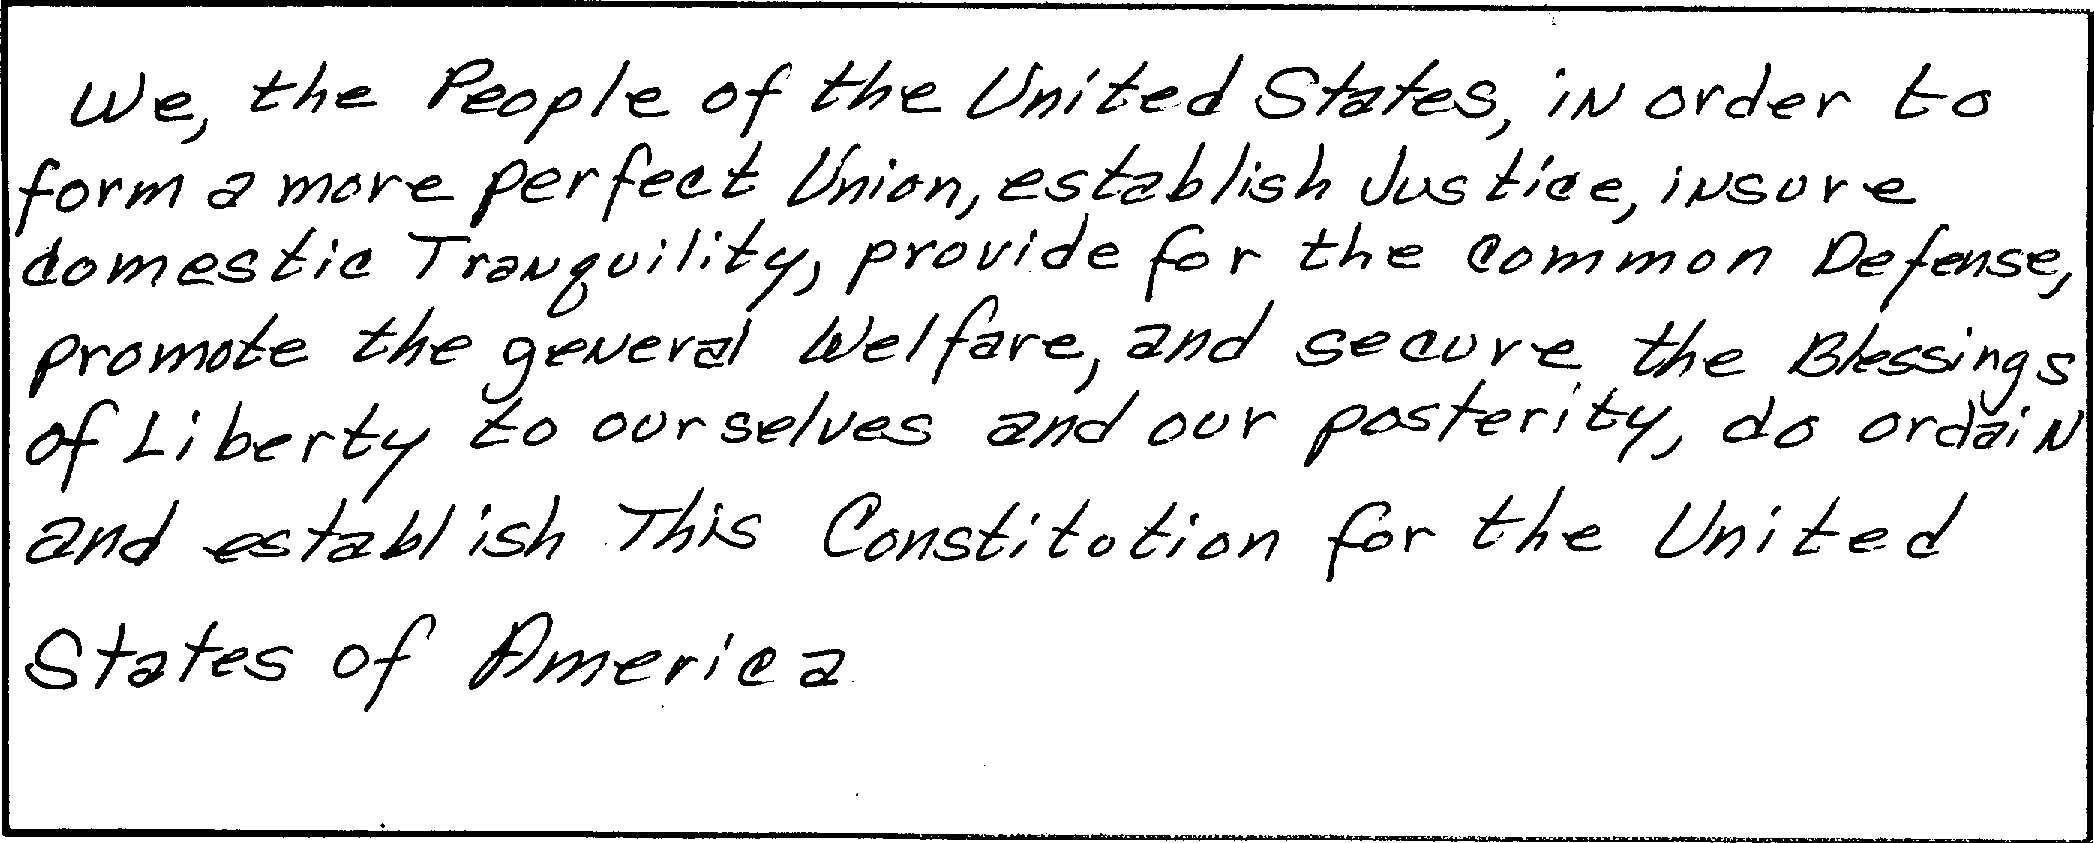 We, the People of the United States, in order to
form a more perfect Union, establish Justice, insure
domestic Tranquility, provide for the common Defense,
promote the general Welfare, and secure the Blessings
of Liberty to ourselves and our posterity, do ordain
and establish This Constitution for the United
States of America